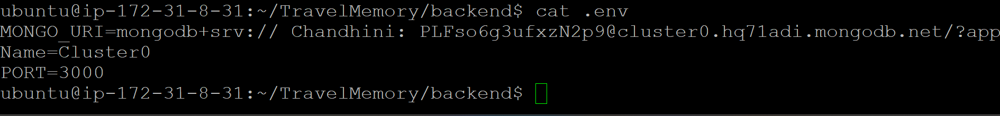 ubuntu@ip-172-31-8-31:~/TravelMemory/backend$ cat .env
MONGO_URI=mongodb+srv:// Chandhini: PLFso6g3ufxzN2p9@cluster0.hq71adi.mongodb.net/?app
Name=Cluster0
PORT=3000
ubuntu@ip-172-31-8-31:~/TravelMemory/backend$